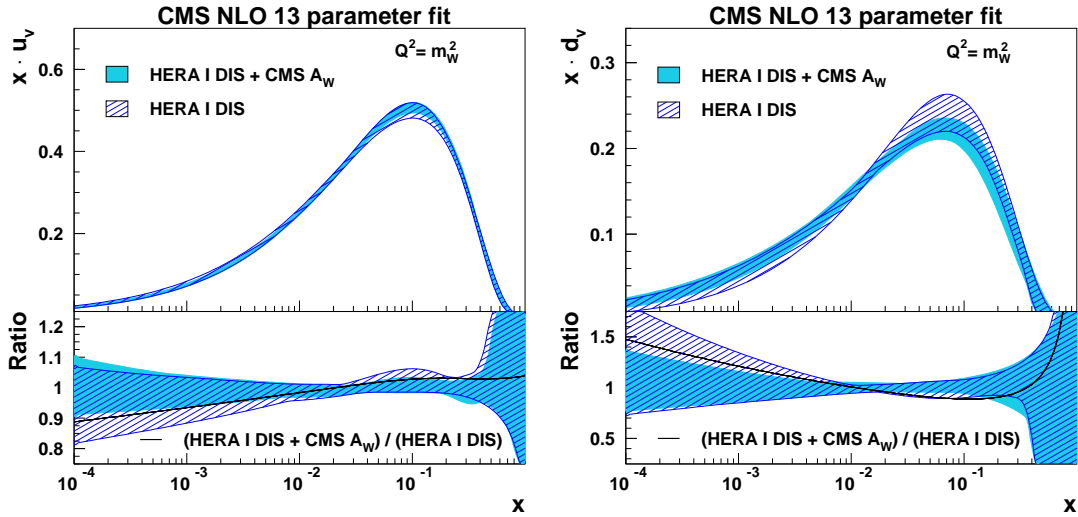 CMS NLO 13 parameter fit
x · u_v
Q² = m_W²
HERA I DIS + CMS A_W
HERA I DIS
0.6
0.4
0.2
Ratio
1.2
1.1
1
0.9
0.8
(HERA I DIS + CMS A_W) / (HERA I DIS)
10⁻⁴ 10⁻³ 10⁻² 10⁻¹
x
CMS NLO 13 parameter fit
x · d_v
Q² = m_W²
HERA I DIS + CMS A_W
HERA I DIS
0.3
0.2
0.1
Ratio
1.5
1
0.5
(HERA I DIS + CMS A_W) / (HERA I DIS)
10⁻⁴ 10⁻³ 10⁻² 10⁻¹
x